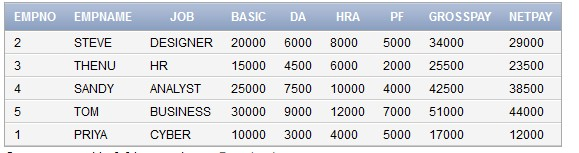 EMPNO EMPNAME JOB BASIC DA HRA PF GROSSPAY NETPAY
2 STEVE DESIGNER 20000 6000 8000 5000 34000 29000
3 THENU HR 15000 4500 6000 2000 25500 23500
4 SANDY ANALYST 25000 7500 10000 4000 42500 38500
5 TOM BUSINESS 30000 9000 12000 7000 51000 44000
1 PRIYA CYBER 10000 3000 4000 5000 17000 12000